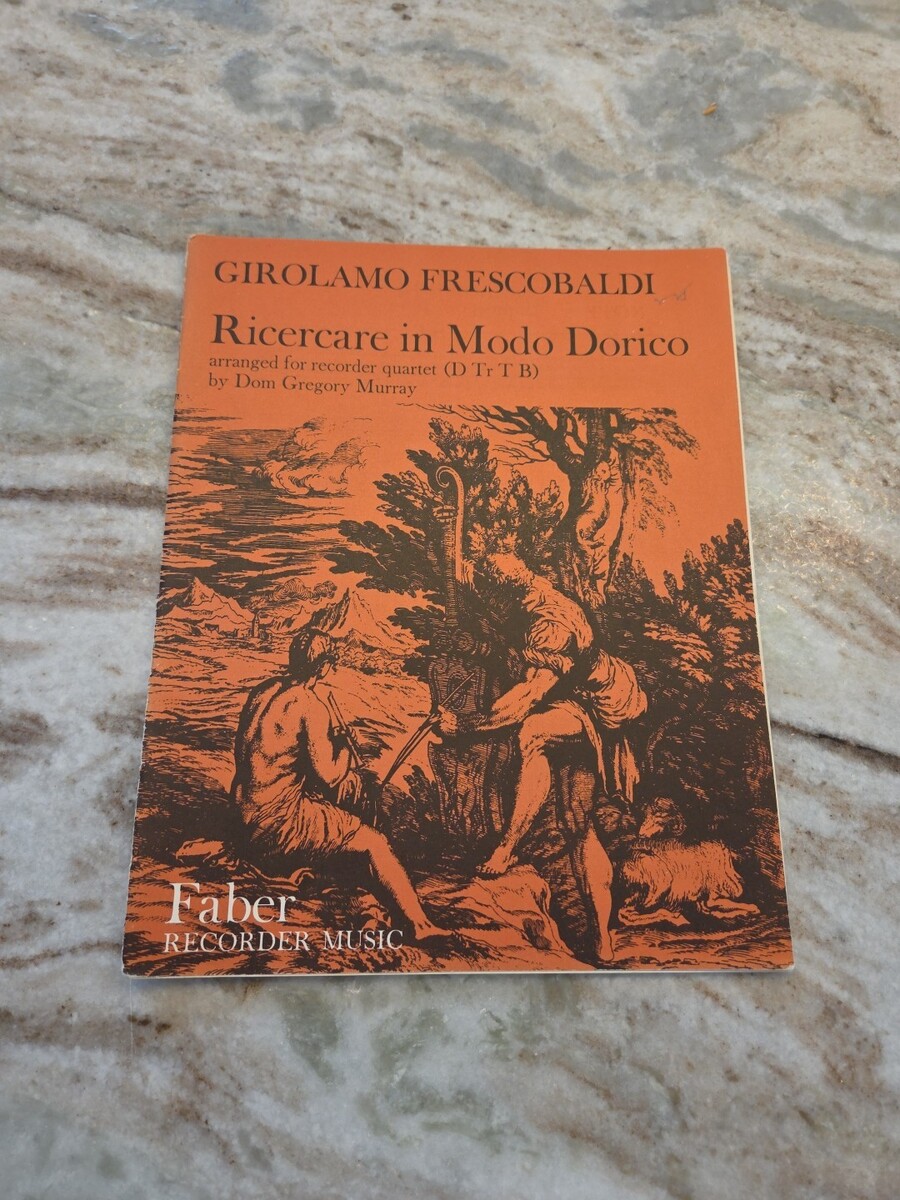 GIROLAMO FRESCOBALDI
Ricercare in Modo Dorico
arranged for recorder quartet (D Tr T B)
by Dom Gregory Murray
Faber
RECORDER MUSIC